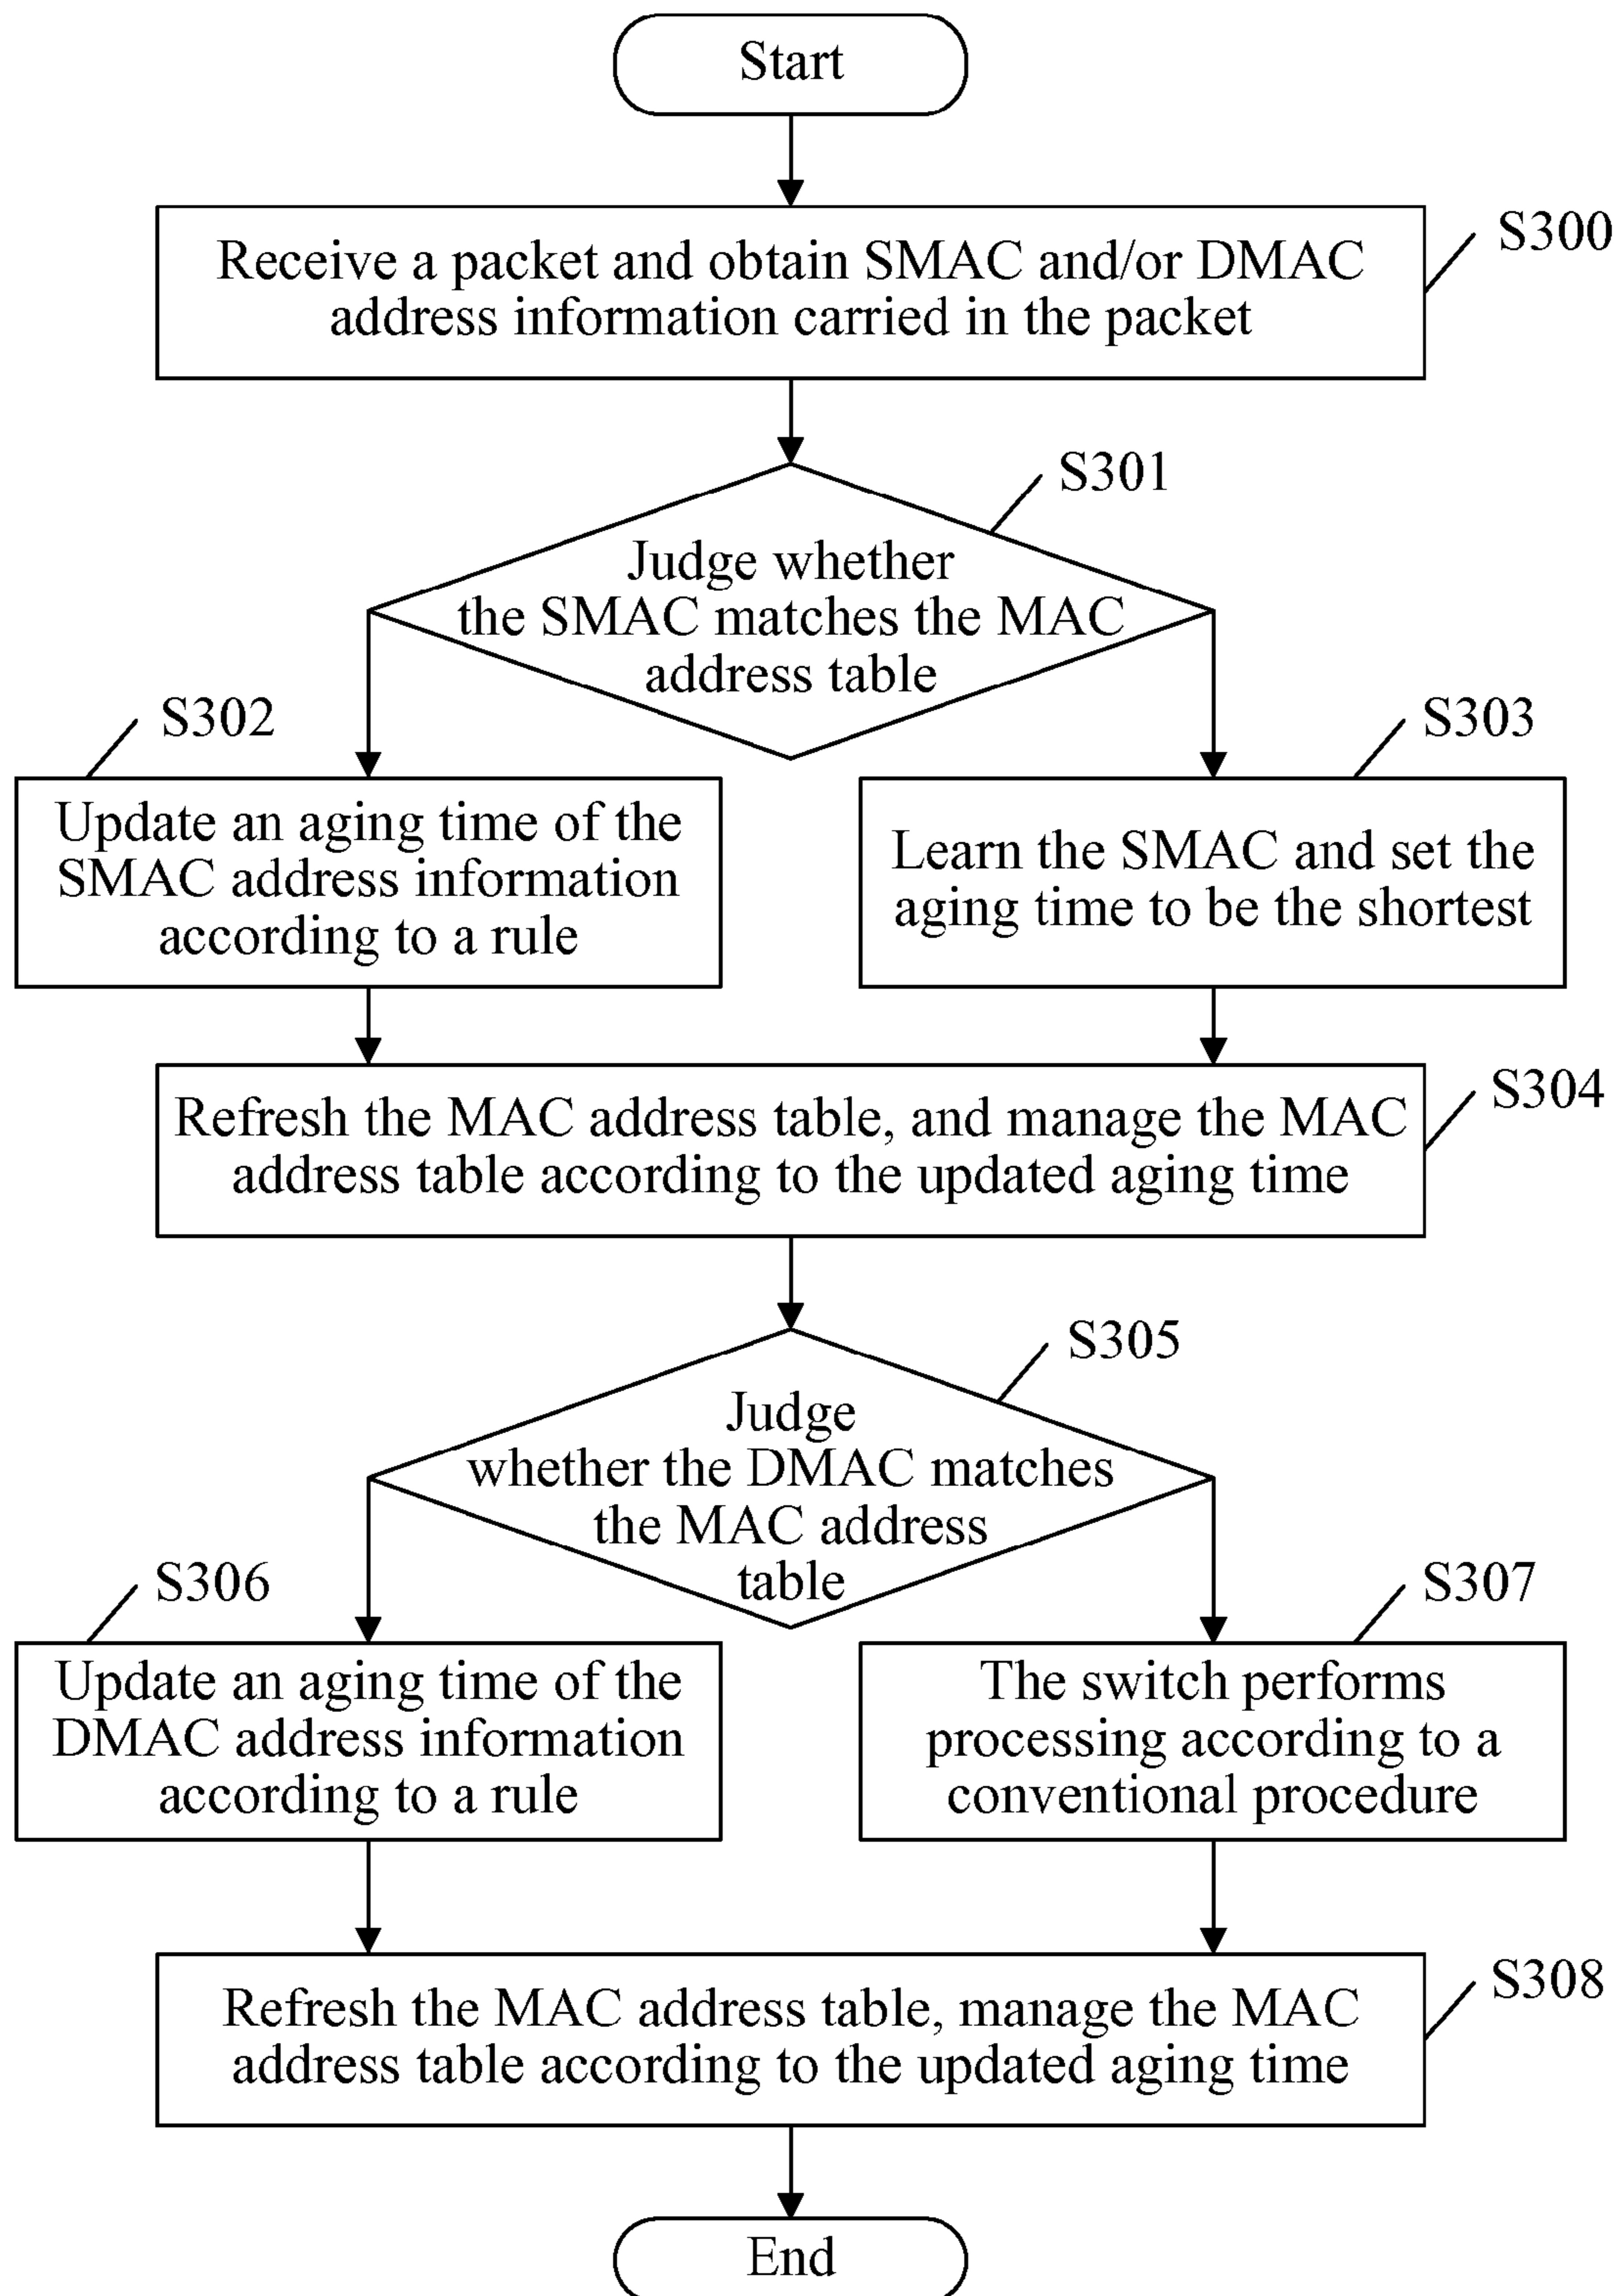 Start
Receive a packet and obtain SMAC and/or DMAC
address information carried in the packet
S300
S301
Judge whether
the SMAC matches the MAC
address table
S302
S303
Update an aging time of the
SMAC address information
according to a rule
Learn the SMAC and set the
aging time to be the shortest
S304
Refresh the MAC address table, and manage the MAC
address table according to the updated aging time
S305
Judge
whether the DMAC matches
the MAC address
table
S306
S307
Update an aging time of the
DMAC address information
according to a rule
The switch performs
processing according to a
conventional procedure
S308
Refresh the MAC address table, manage the MAC
address table according to the updated aging time
End